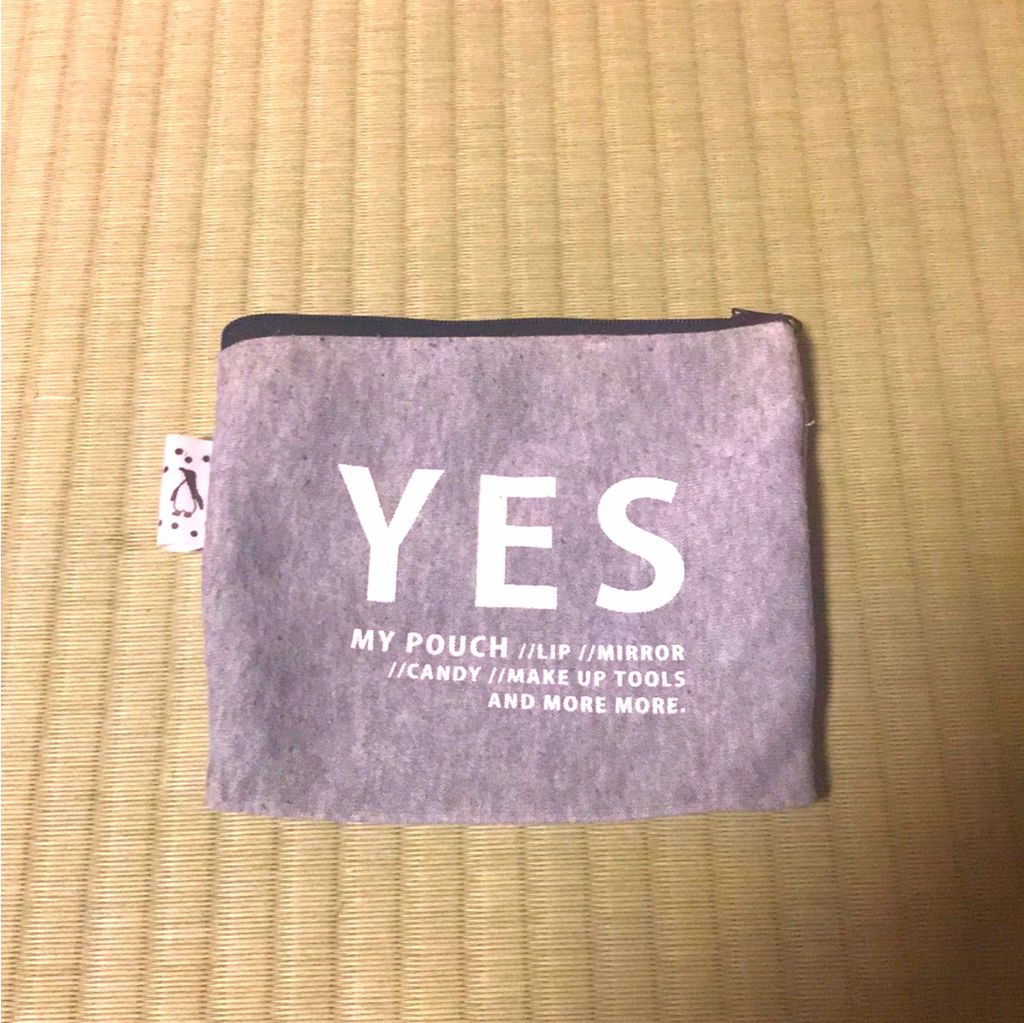 YES
MY POUCH //LIP //MIRROR
//CANDY //MAKE UP TOOLS
AND MORE MORE.